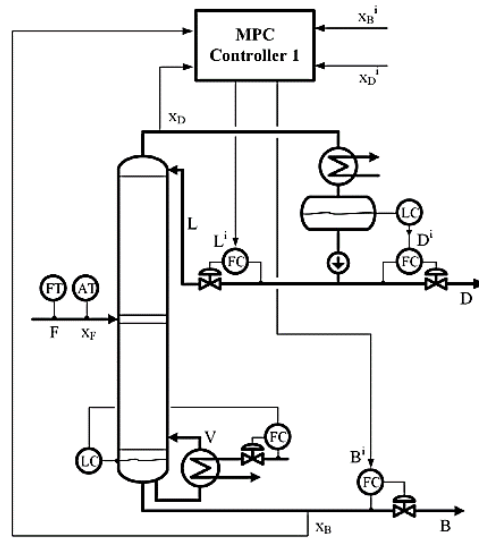 MPC
Controller 1
x_B^i
x_D^i
x_D
LC
L^i
D^i
L
FC
FC
FT
AT
D
F
x_F
V
FC
LC
B^i
FC
B
x_B